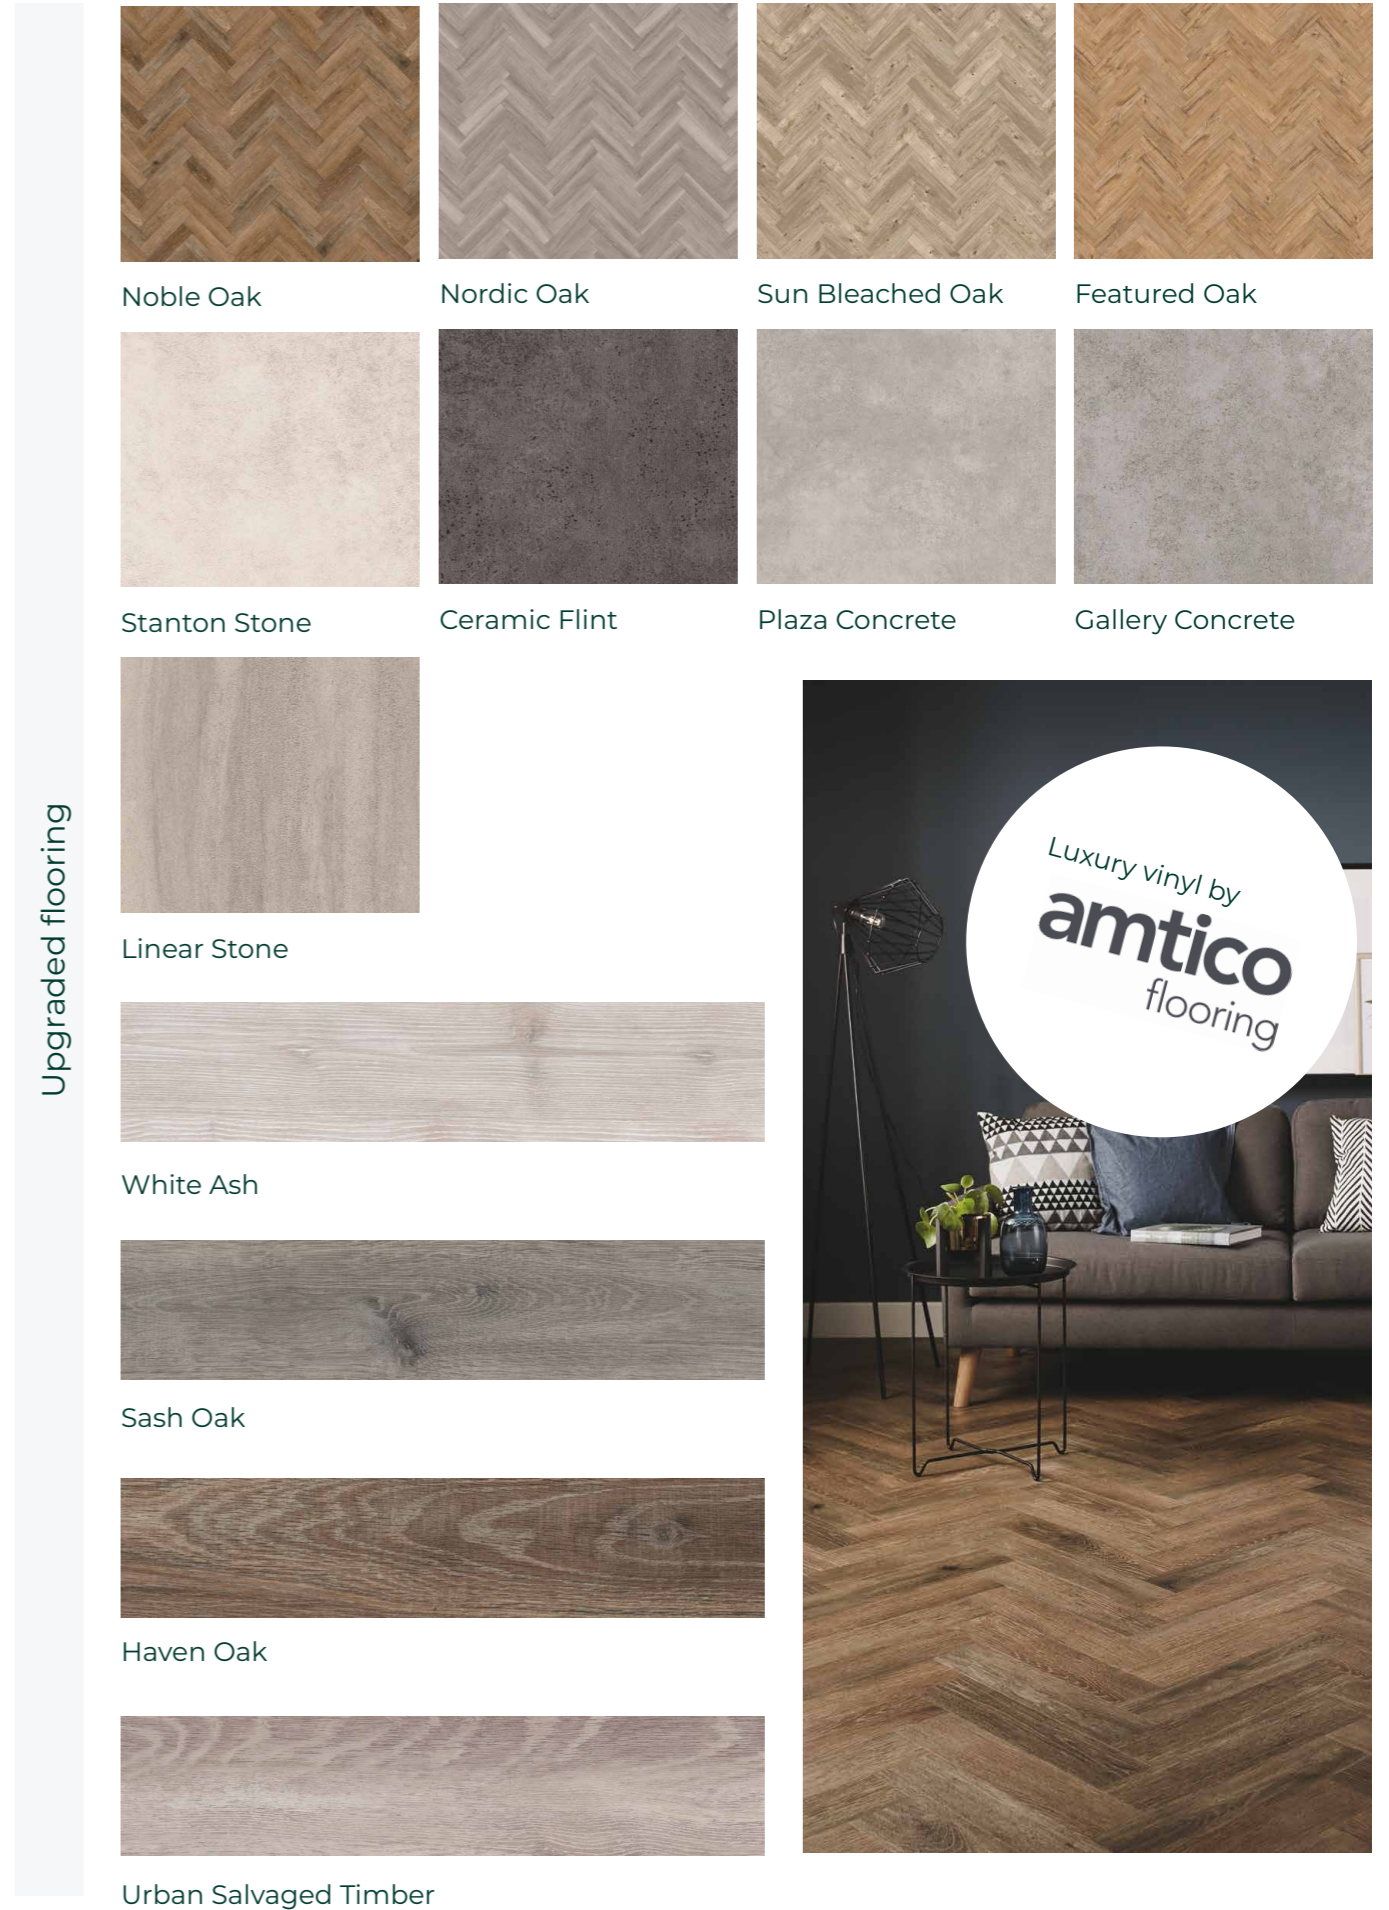 Noble Oak
Nordic Oak
Sun Bleached Oak
Featured Oak
Stanton Stone
Ceramic Flint
Plaza Concrete
Gallery Concrete
Upgraded flooring
Linear Stone
Luxury vinyl by
amtico
flooring
White Ash
Sash Oak
Haven Oak
Urban Salvaged Timber